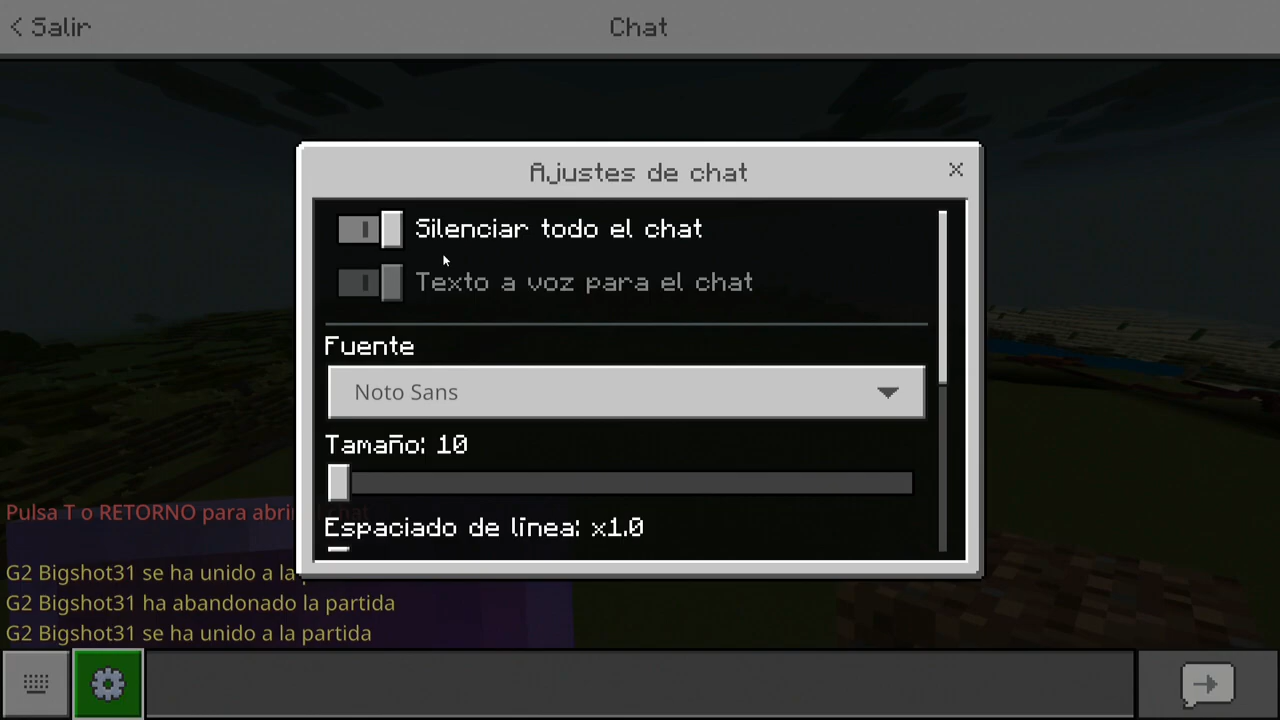 Salir
Chat
Ajustes de chat
Silenciar todo el chat
Texto a voz para el chat
Fuente
Noto Sans
Tamaño: 10
Espaciado de línea: x1.0
Pulsa T o RETORNO para abrir chat
G2 Bigshot31 se ha unido a la
G2 Bigshot31 ha abandonado la partida
G2 Bigshot31 se ha unido a la partida